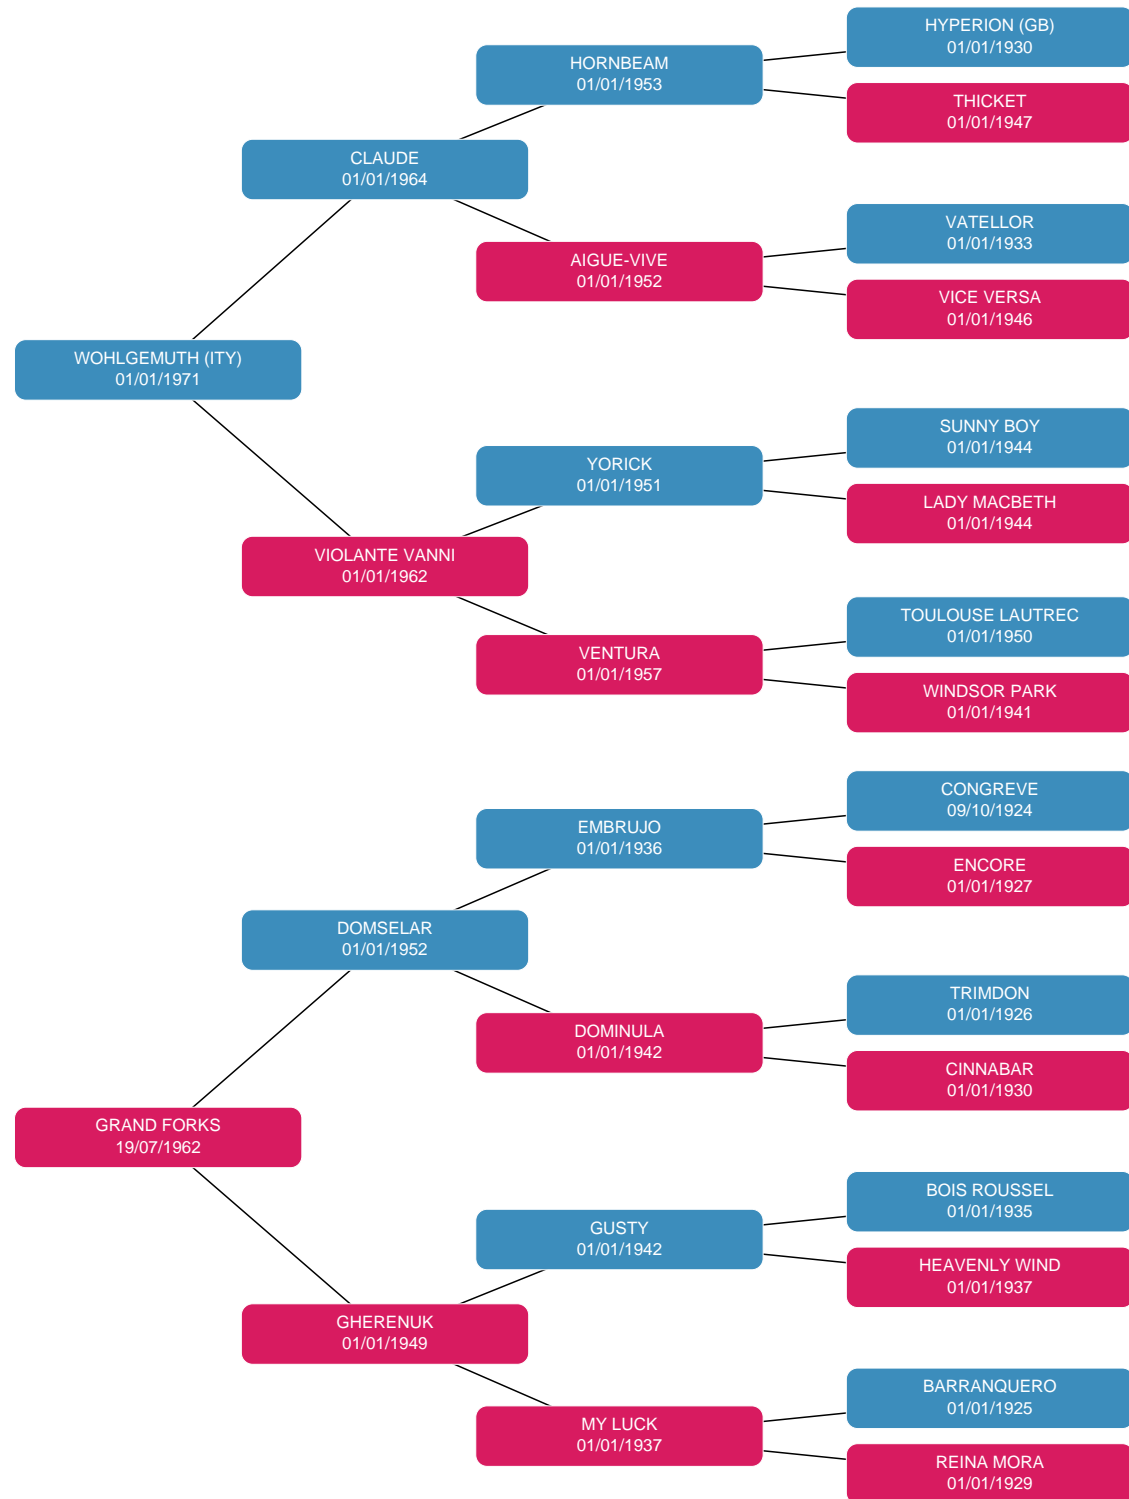 HYPERION (GB)
01/01/1930
HORNBEAM
01/01/1953
THICKET
01/01/1947
CLAUDE
01/01/1964
VATELLOR
01/01/1933
AIGUE-VIVE
01/01/1952
VICE VERSA
01/01/1946
WOHLGEMUTH (ITY)
01/01/1971
SUNNY BOY
01/01/1944
YORICK
01/01/1951
LADY MACBETH
01/01/1944
VIOLANTE VANNI
01/01/1962
TOULOUSE LAUTREC
01/01/1950
VENTURA
01/01/1957
WINDSOR PARK
01/01/1941
CONGREVE
09/10/1924
EMBRUJO
01/01/1936
ENCORE
01/01/1927
DOMSELAR
01/01/1952
TRIMDON
01/01/1926
DOMINULA
01/01/1942
CINNABAR
01/01/1930
GRAND FORKS
19/07/1962
BOIS ROUSSEL
01/01/1935
GUSTY
01/01/1942
HEAVENLY WIND
01/01/1937
GHERENUK
01/01/1949
BARRANQUERO
01/01/1925
MY LUCK
01/01/1937
REINA MORA
01/01/1929